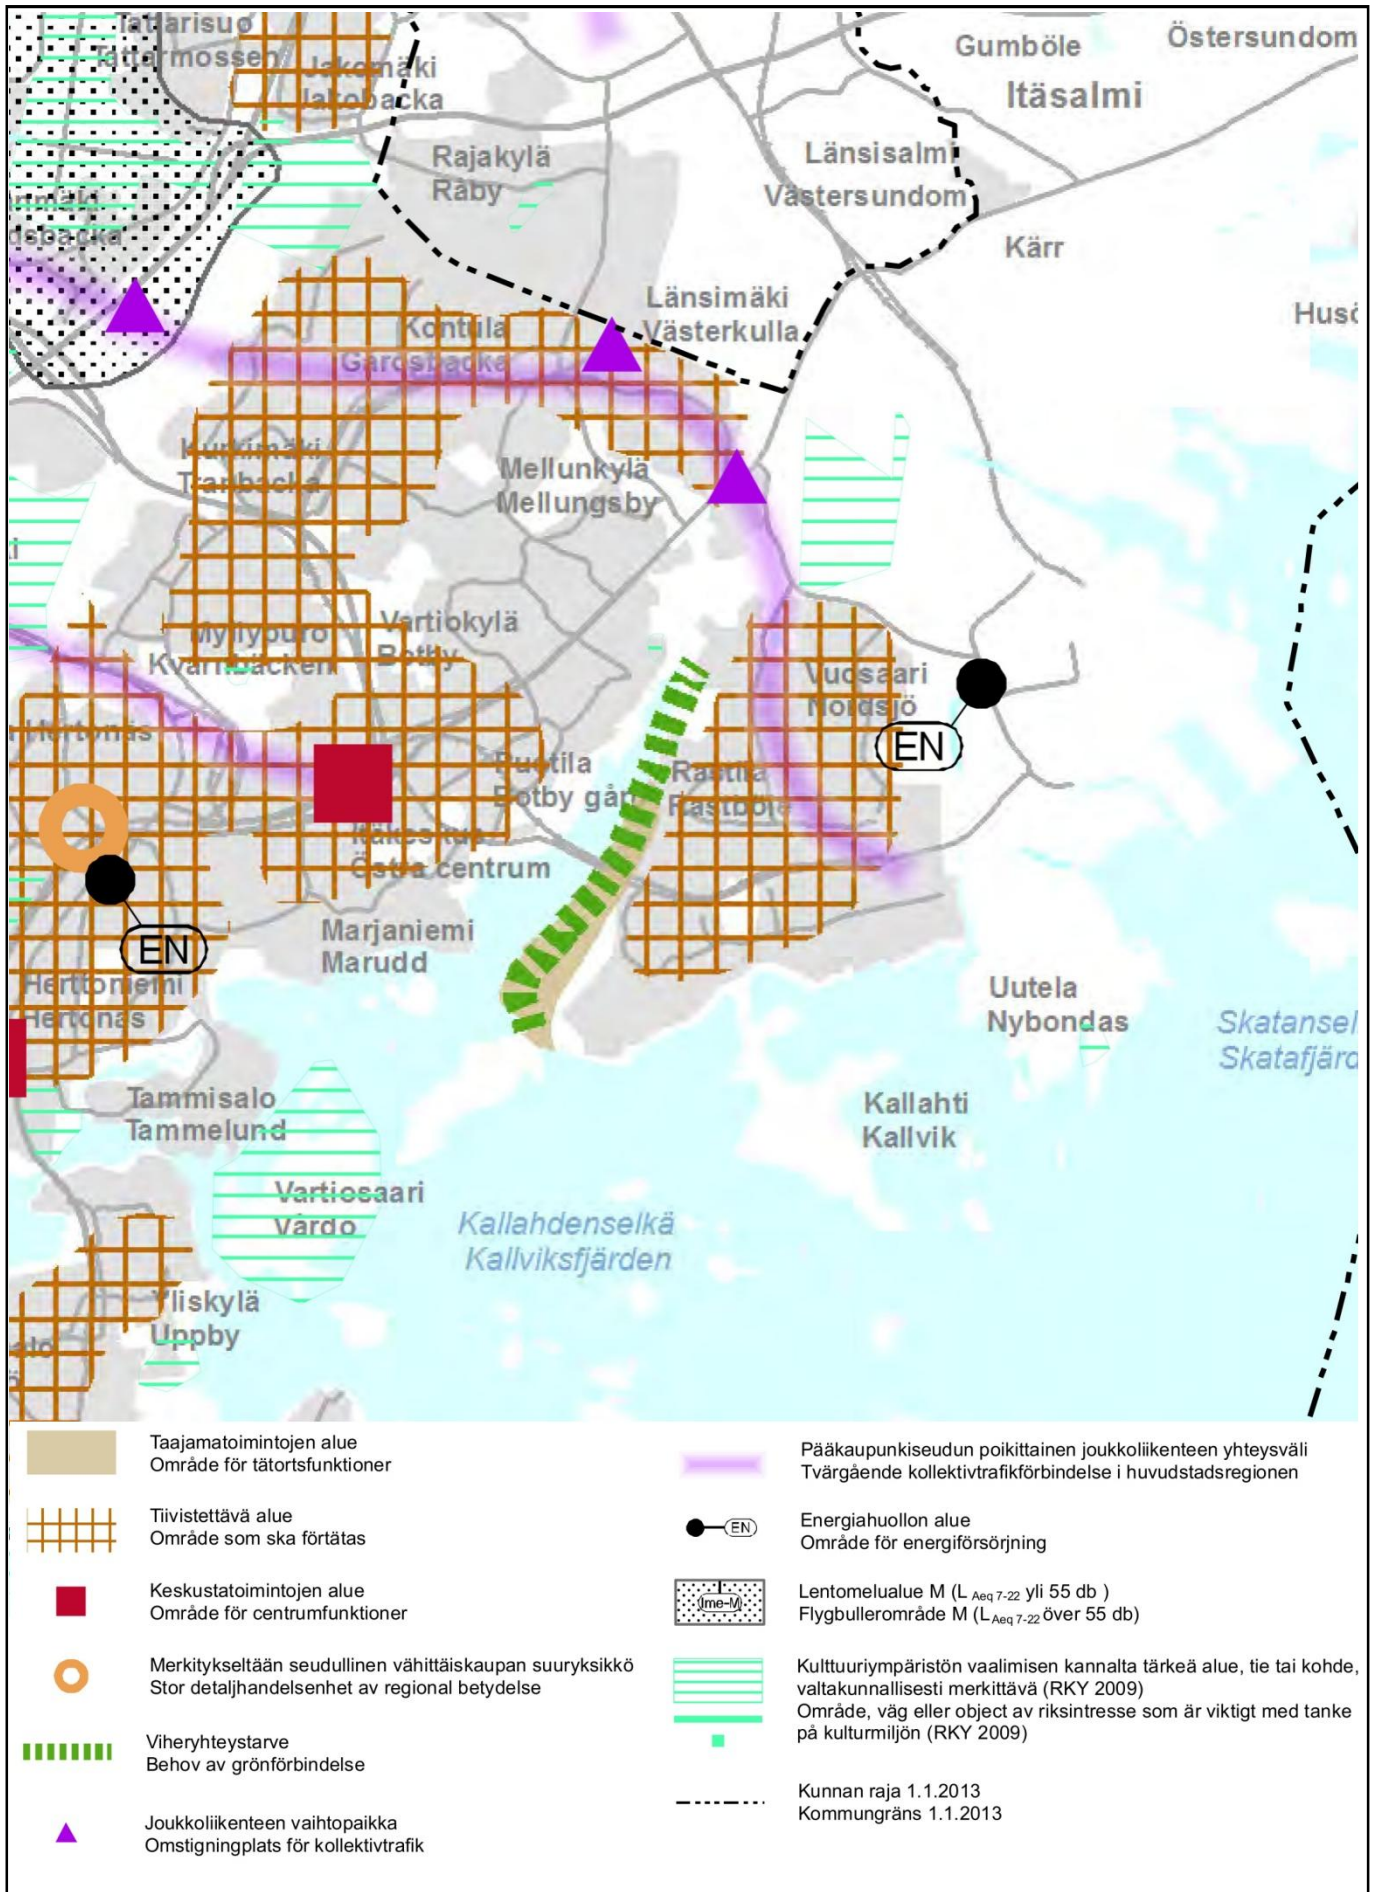 Tattarisuo
Tattarmossen
Jakomäki
Jakobacka
Gumböle
Östersundom
Itäsalmi
Rajakylä
Råby
Länsisalmi
Västersundom
Kärr
Länsimäki
Västerkulla
Kontula
Gårdsbacka
Kurkimäki
Tranbacka
Mellunkylä
Mellungsby
Vartiokylä
Botby
Myllypuro
Kvarnbäcken
Vuosaari
Nordsjö
EN
Hertonäs
Puotila
Botby går
Rastila
Rastböle
Itäkeskus
Östra centrum
Marjaniemi
Marudd
EN
Herttoniemi
Hertonäs
Uutela
Nybondas
Skatansel
Skatafjärd
Tammisalo
Tammelund
Kallahti
Kallvik
Vartiosaari
Vårdö
Kallahdenselkä
Kallviksfjärden
Yliskylä
Uppby
Taajamatoimintojen alue
Område för tätortsfunktioner
Tiivistettävä alue
Område som ska förtätas
Keskustatoimintojen alue
Område för centrumfunktioner
Merkitykseltään seudullinen vähittäiskaupan suuryksikkö
Stor detaljhandelsenhet av regional betydelse
Viheryhteystarve
Behov av grönförbindelse
Joukkoliikenteen vaihtopaikka
Omstigningplats för kollektivtrafik
Pääkaupunkiseudun poikittainen joukkoliikenteen yhteysväli
Tvärgående kollektivtrafikförbindelse i huvudstadsregionen
EN
Energiahuollon alue
Område för energiförsörjning
lme-M
Lentomelualue M (L Aeq 7-22 yli 55 db )
Flygbullerområde M (L Aeq 7-22 över 55 db)
Kulttuuriympäristön vaalimisen kannalta tärkeä alue, tie tai kohde,
valtakunnallisesti merkittävä (RKY 2009)
Område, väg eller object av riksintresse som är viktigt med tanke
på kulturmiljön (RKY 2009)
Kunnan raja 1.1.2013
Kommungräns 1.1.2013